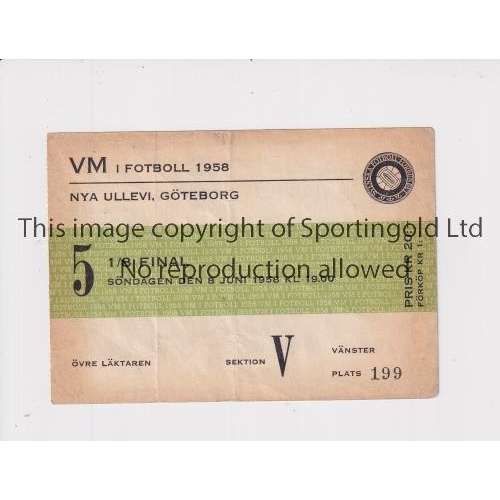 VM I FOTBOLL 1958
NYA ULLEVI, GÖTEBORG
This image copyright of Sportingold Ltd
5
1/8 FINAL
No reproduction allowed
SÖNDAGEN DEN 8 JUNI 1958 KL 19.00
PRIS KR 20:
FÖRKÖP KR 1:
ÖVRE LÄKTAREN
SEKTION V
VÄNSTER
PLATS 199